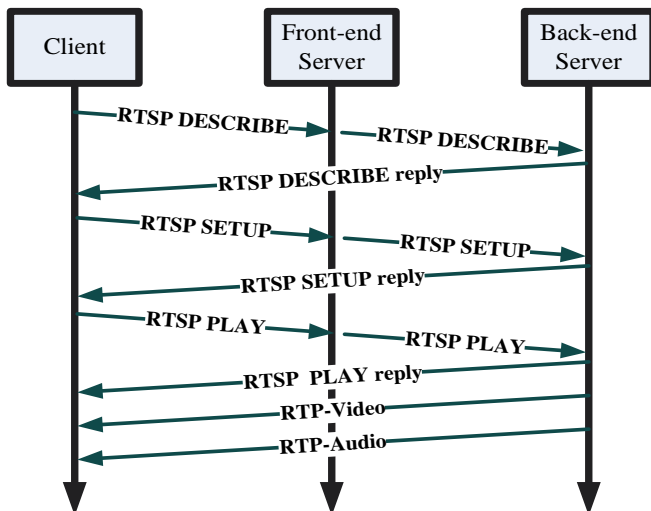 Client
Front-end
Server
Back-end
Server
RTSP DESCRIBE
RTSP DESCRIBE
RTSP DESCRIBE reply
RTSP SETUP
RTSP SETUP
RTSP SETUP reply
RTSP PLAY
RTSP PLAY
RTSP PLAY reply
RTP-Video
RTP-Audio